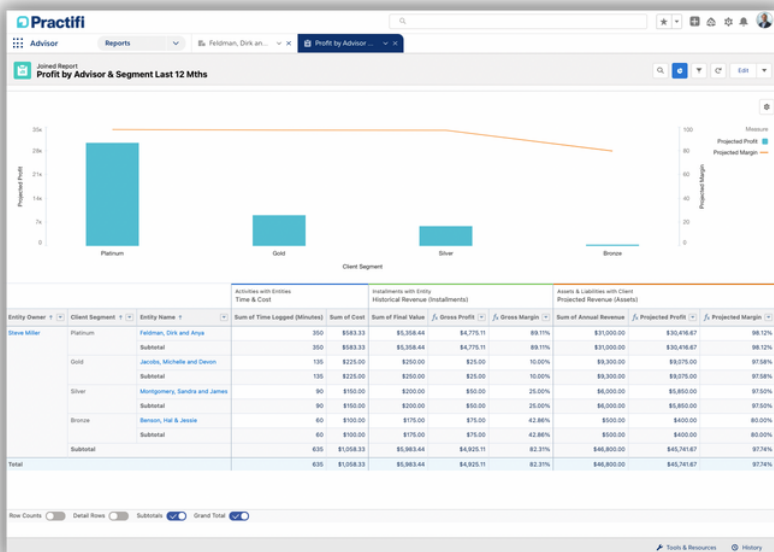 Practifi
Advisor
Reports
Feldman, Dirk an...
Profit by Advisor ...
Joined Report
Profit by Advisor & Segment Last 12 Mths
Edit
Measure
Projected Profit
Projected Margin
Projected Profit
35k 28k 21k 14k 7k 0
100 80 60 40 20 0
Projected Margin
Platinum Gold Silver Bronze
Client Segment
Activities with Entities Installments with Entity Assets & Liabilities with Client
Time & Cost Historical Revenue (Installments) Projected Revenue (Assets)
Entity Owner ↑ Client Segment ↑ Entity Name ↑ Sum of Time Logged (Minutes) Sum of Cost Sum of Final Value fx Gross Profit fx Gross Margin Sum of Annual Revenue fx Projected Profit fx Projected Margin
Steve Miller Platinum Feldman, Dirk and Anya 350 $583.33 $5,358.44 $4,775.11 89.11% $31,000.00 $30,416.67 98.12%
Subtotal 350 $583.33 $5,358.44 $4,775.11 89.11% $31,000.00 $30,416.67 98.12%
Gold Jacobs, Michelle and Devon 135 $225.00 $250.00 $25.00 10.00% $9,300.00 $9,075.00 97.58%
Subtotal 135 $225.00 $250.00 $25.00 10.00% $9,300.00 $9,075.00 97.58%
Silver Montgomery, Sandra and James 90 $150.00 $200.00 $50.00 25.00% $6,000.00 $5,850.00 97.50%
Subtotal 90 $150.00 $200.00 $50.00 25.00% $6,000.00 $5,850.00 97.50%
Bronze Benson, Hal & Jessie 60 $100.00 $175.00 $75.00 42.86% $500.00 $400.00 80.00%
Subtotal 60 $100.00 $175.00 $75.00 42.86% $500.00 $400.00 80.00%
Subtotal 635 $1,058.33 $5,983.44 $4,925.11 82.31% $46,800.00 $45,741.67 97.74%
Total 635 $1,058.33 $5,983.44 $4,925.11 82.31% $46,800.00 $45,741.67 97.74%
Row Counts Detail Rows Subtotals Grand Total
Tools & Resources History